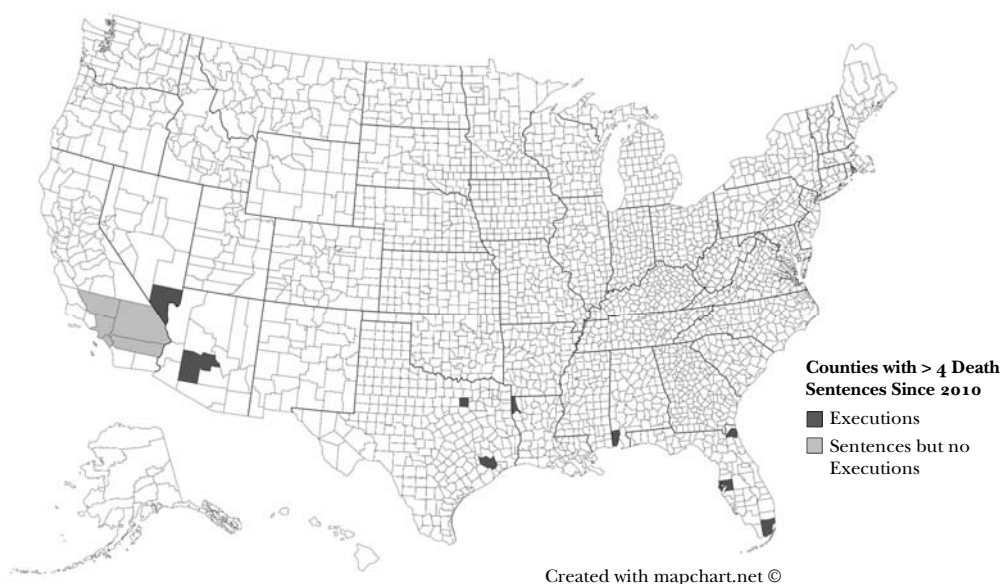 Counties with > 4 Death
Sentences Since 2010
Executions
Sentences but no
Executions
Created with mapchart.net ©